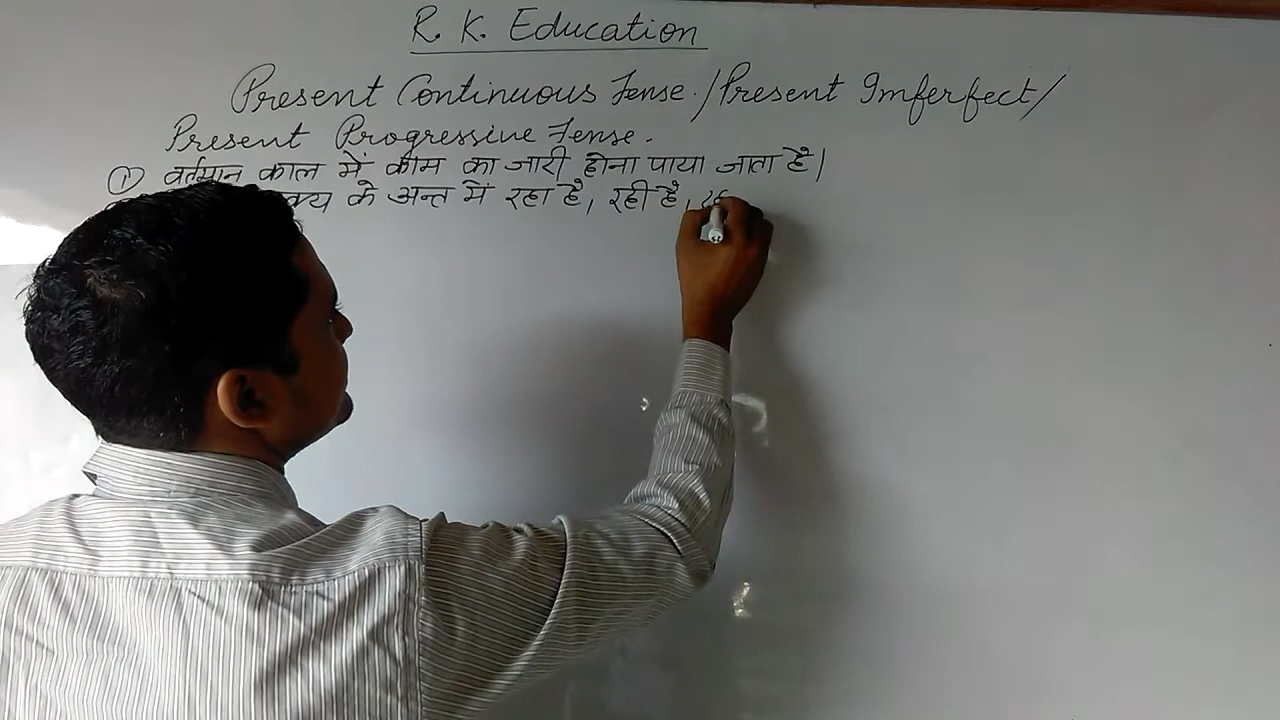 R. K. Education
Present Continuous Tense. / Present Imperfect /
Present Progressive Tense.
① वर्तमान काल में काम का जारी होना पाया जाता है।
के अन्त में रहा है, रही है,